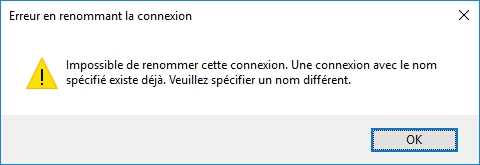 Erreur en renommant la connexion
Impossible de renommer cette connexion. Une connexion avec le nom
spécifié existe déjà. Veuillez spécifier un nom différent.
OK